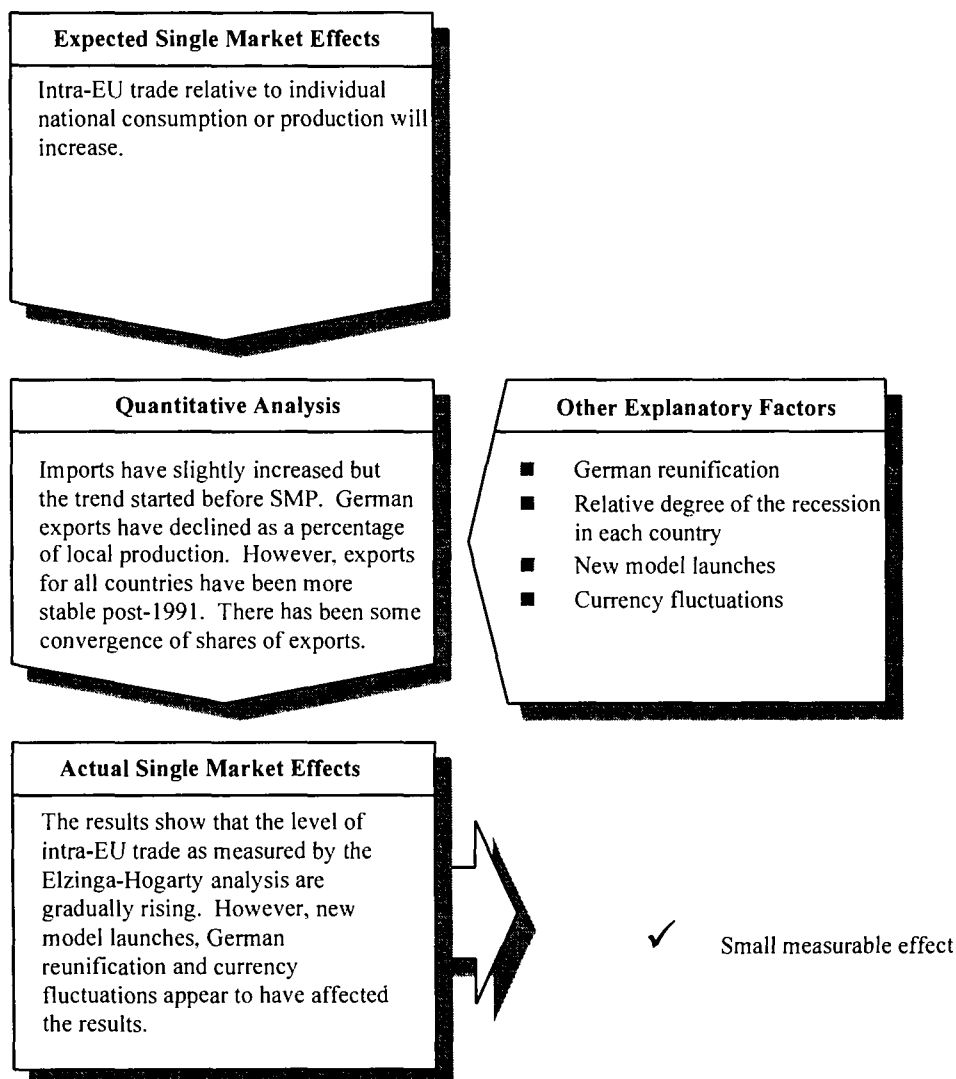 Expected Single Market Effects
Intra-EU trade relative to individual
national consumption or production will
increase.
Quantitative Analysis
Imports have slightly increased but
the trend started before SMP. German
exports have declined as a percentage
of local production. However, exports
for all countries have been more
stable post-1991. There has been some
convergence of shares of exports.
Other Explanatory Factors
■ German reunification
■ Relative degree of the recession
in each country
■ New model launches
■ Currency fluctuations
Actual Single Market Effects
The results show that the level of
intra-EU trade as measured by the
Elzinga-Hogarty analysis are
gradually rising. However, new
model launches, German
reunification and currency
fluctuations appear to have affected
the results.
✓ Small measurable effect